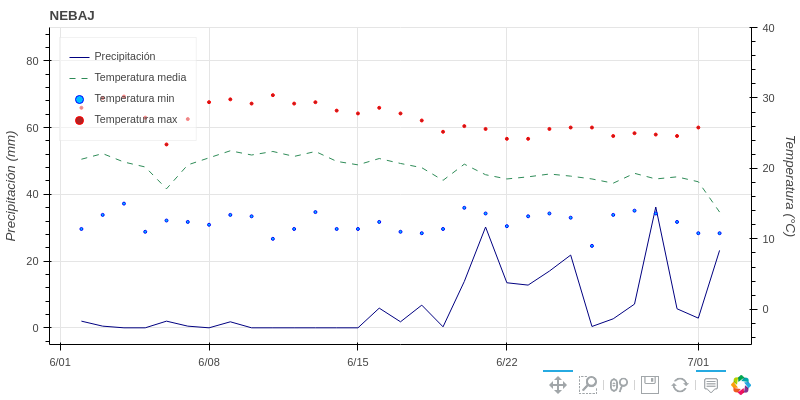 NEBAJ
Precipitación
Temperatura media
Temperatura min
Temperatura max
80
60
40
20
0
Precipitación (mm)
40
30
20
10
0
Temperatura (°C)
6/01
6/08
6/15
6/22
7/01